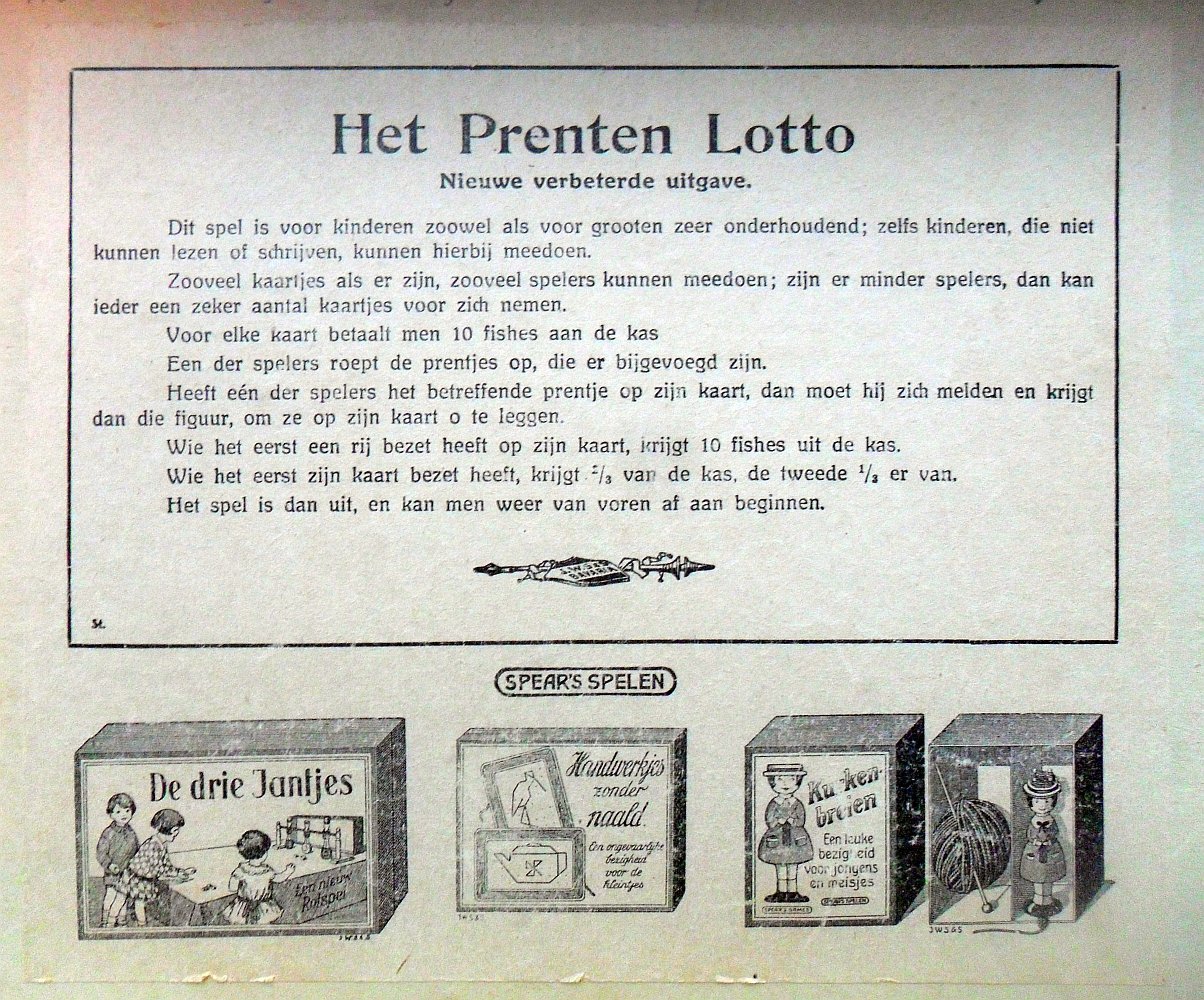 Het Prenten Lotto
Nieuwe verbeterde uitgave.
Dit spel is voor kinderen zoowel als voor grooten zeer onderhoudend; zelfs kinderen, die niet
kunnen lezen of schrijven, kunnen hierbij meedoen.
Zooveel kaartjes als er zijn, zooveel spelers kunnen meedoen; zijn er minder spelers, dan kan
ieder een zeker aantal kaartjes voor zich nemen.
Voor elke kaart betaalt men 10 fishes aan de kas
Een der spelers roept de prentjes op, die er bijgevoegd zijn.
Heeft eén der spelers het betreffende prentje op zijn kaart, dan moet hij zich melden en krijgt
dan die figuur, om ze op zijn kaart o te leggen.
Wie het eerst een rij bezet heeft op zijn kaart, krijgt 10 fishes uit de kas.
Wie het eerst zijn kaart bezet heeft, krijgt 2/3 van de kas, de tweede 1/3 er van.
Het spel is dan uit, en kan men weer van voren af aan beginnen.
BAVARIA
St.
SPEAR'S SPELEN
De drie Jantjes
Een nieuw
Rolspel
J.W.S.&S.
Handwerkjes
zonder
naald.
Een ongevaarlijke
bezigheid
voor de
kleintjes
J.W.S.&S.
breien
Een leuke
bezigheid
voor jongens
en meisjes
SPEAR'S GAMES
SPEAR'S SPELEN
J.W.S.&S